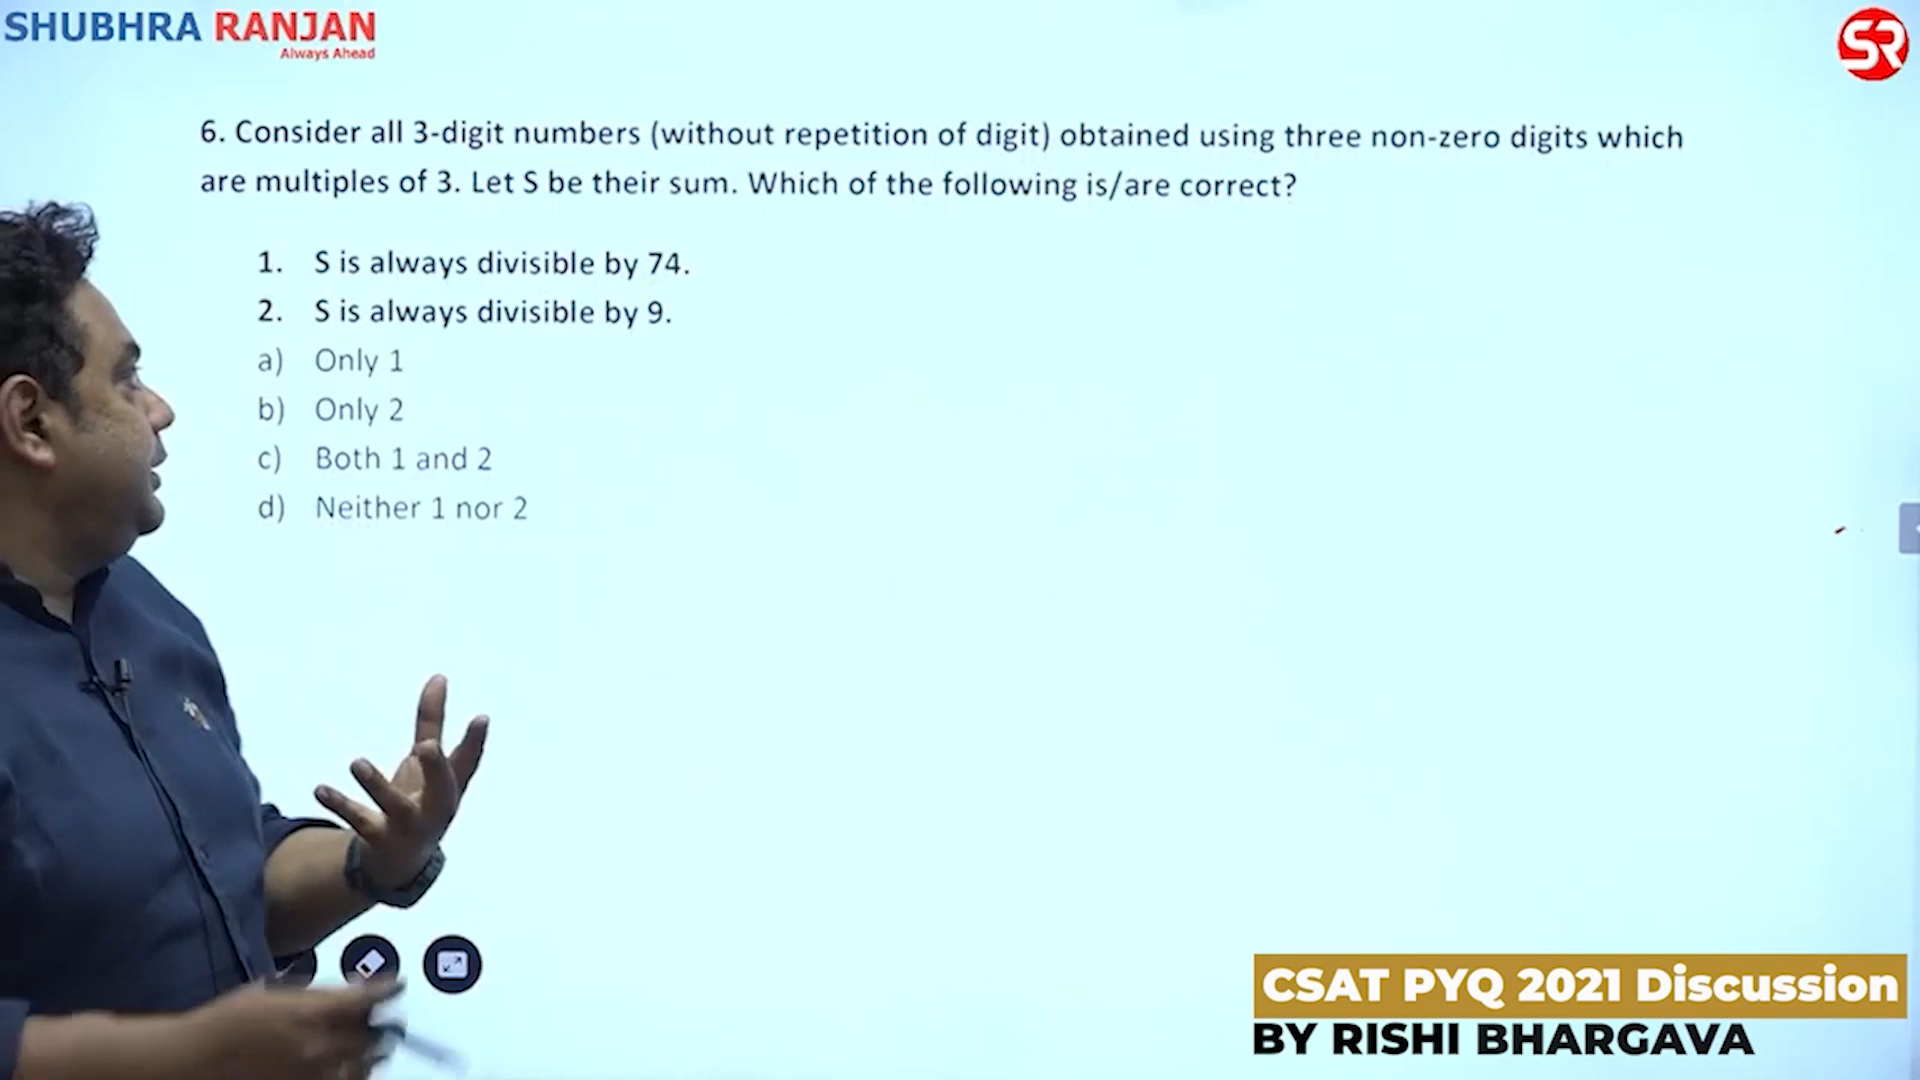 SHUBHRA RANJAN
Always Ahead
SR
6. Consider all 3-digit numbers (without repetition of digit) obtained using three non-zero digits which
are multiples of 3. Let S be their sum. Which of the following is/are correct?
1. S is always divisible by 74.
2. S is always divisible by 9.
a) Only 1
b) Only 2
c) Both 1 and 2
d) Neither 1 nor 2
CSAT PYQ 2021 Discussion
BY RISHI BHARGAVA